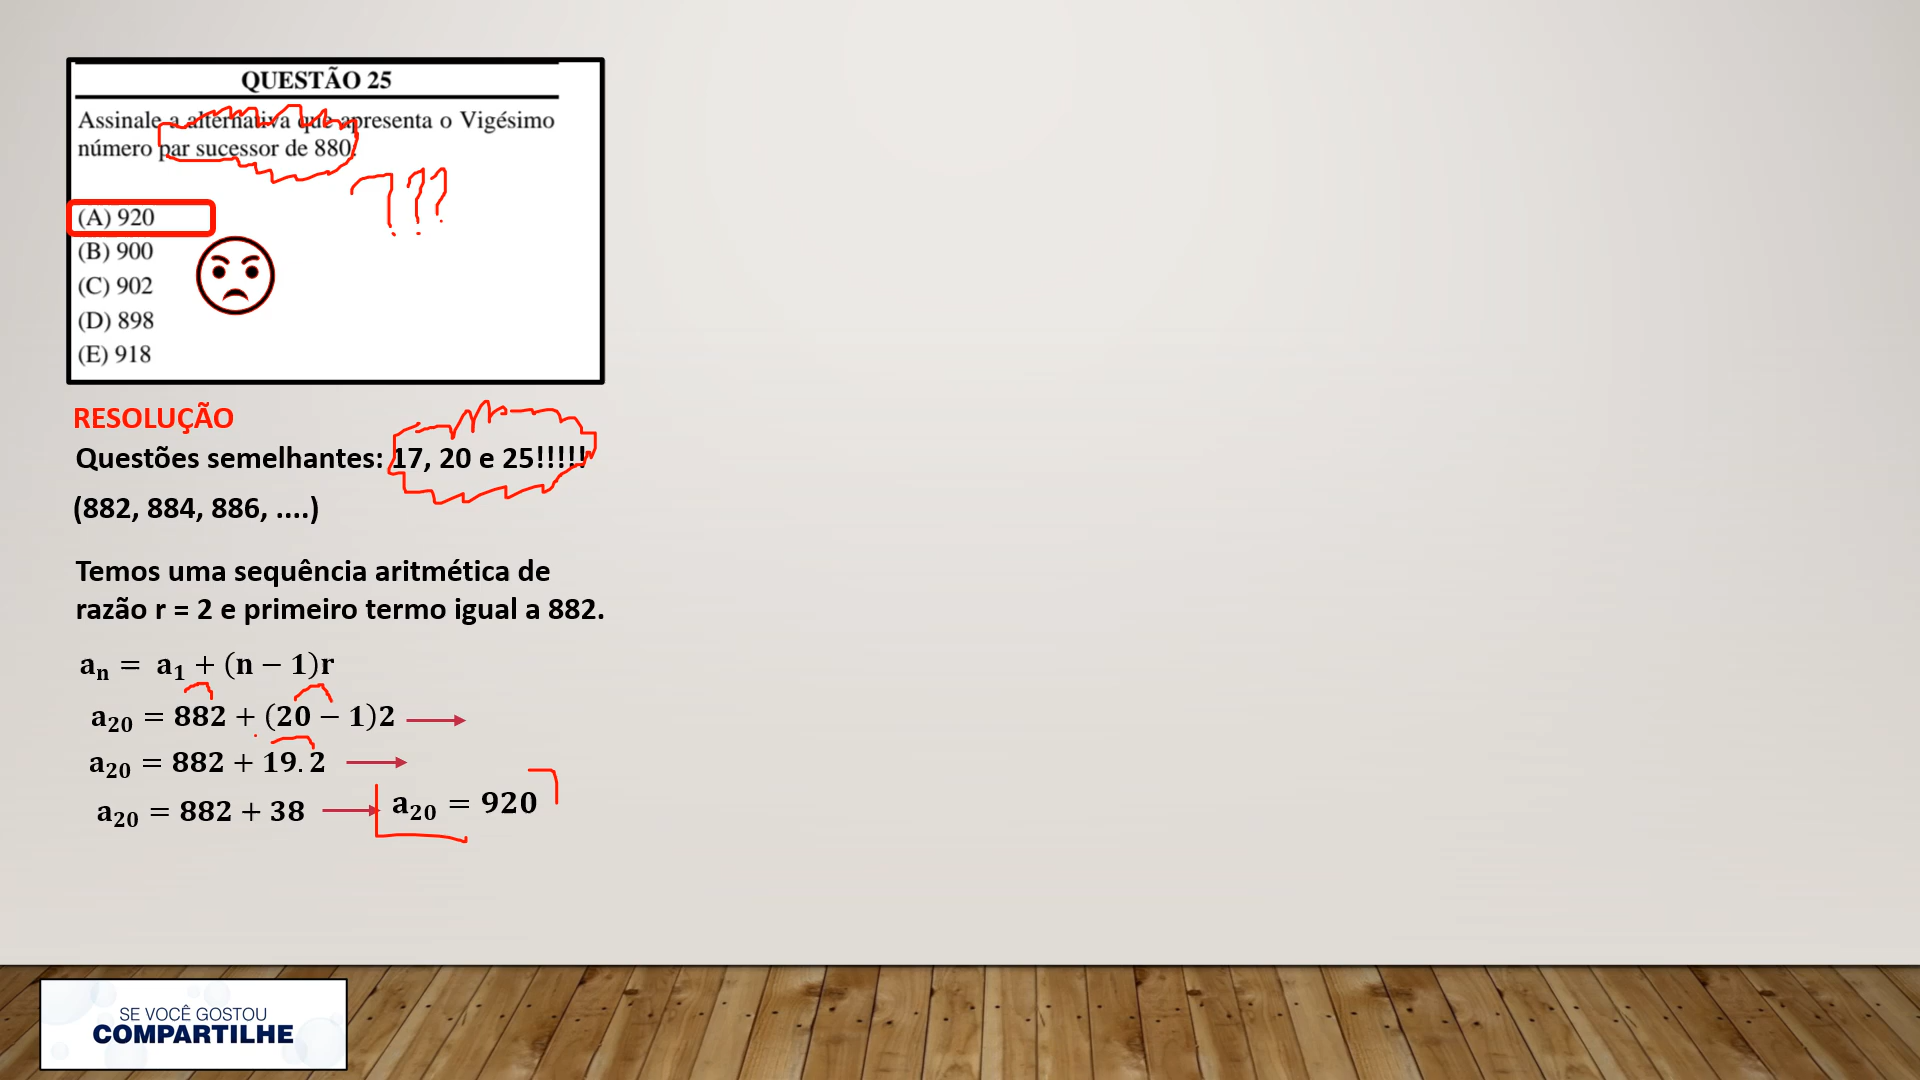 QUESTÃO 25
Assinale a alternativa que apresenta o Vigésimo
número par sucessor de 880.
???
(A) 920
(B) 900
(C) 902
(D) 898
(E) 918
RESOLUÇÃO
Questões semelhantes: 17, 20 e 25!!!!!
(882, 884, 886, ....)
Temos uma sequência aritmética de
razão r = 2 e primeiro termo igual a 882.
aₙ = a₁ + (n − 1)r
a₂₀ = 882 + (20 − 1)2
a₂₀ = 882 + 19. 2
a₂₀ = 882 + 38
a₂₀ = 920
SE VOCÊ GOSTOU
COMPARTILHE